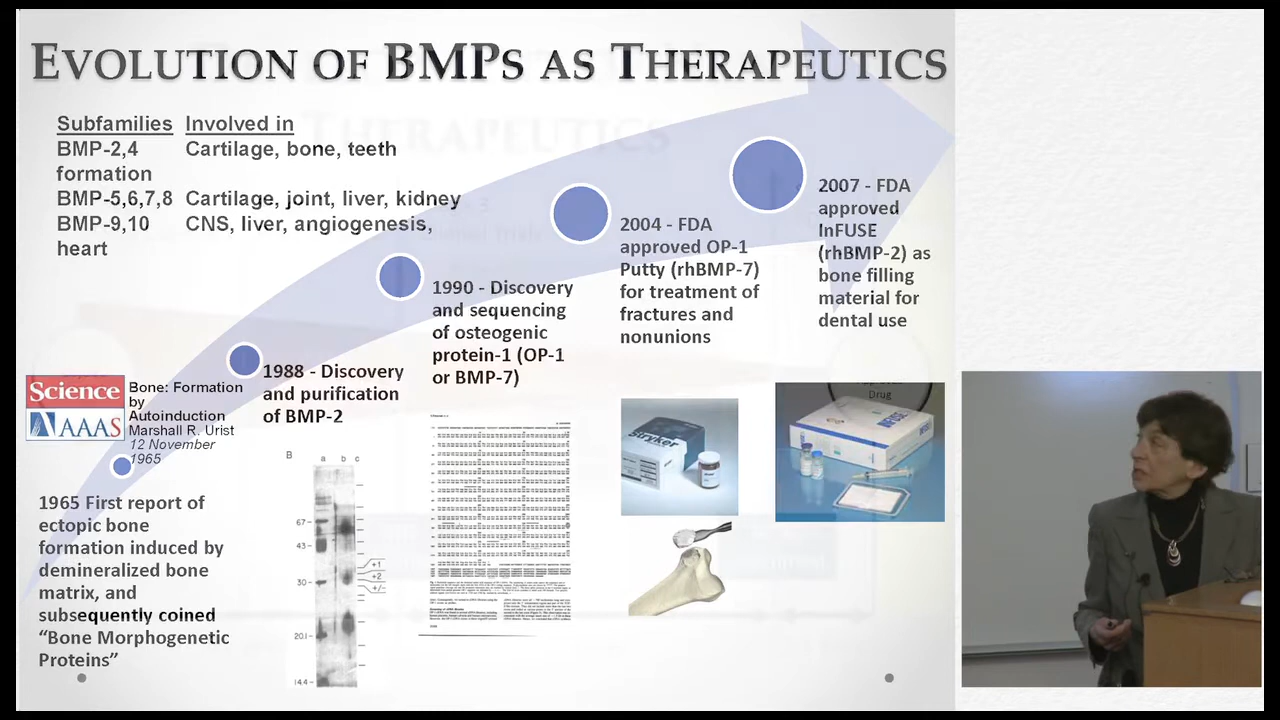 EVOLUTION OF BMPS AS THERAPEUTICS
Subfamilies Involved in
BMP-2,4 Cartilage, bone, teeth
formation
BMP-5,6,7,8 Cartilage, joint, liver, kidney
BMP-9,10 CNS, liver, angiogenesis,
heart
2007 - FDA
approved
InFUSE
(rhBMP-2) as
bone filling
material for
dental use
2004 - FDA
approved OP-1
Putty (rhBMP-7)
for treatment of
fractures and
nonunions
1990 - Discovery
and sequencing
of osteogenic
protein-1 (OP-1
or BMP-7)
1988 - Discovery
and purification
of BMP-2
Science
AAAS
Bone: Formation
by
Autoinduction
Marshall R. Urist
12 November
1965
1965 First report of
ectopic bone
formation induced by
demineralized bone
matrix, and
subsequently coined
“Bone Morphogenetic
Proteins”
B
a b c
67
43
30
20.1
14.4
+1
+2
+/
stryker
Drug
THERAPEUTICS